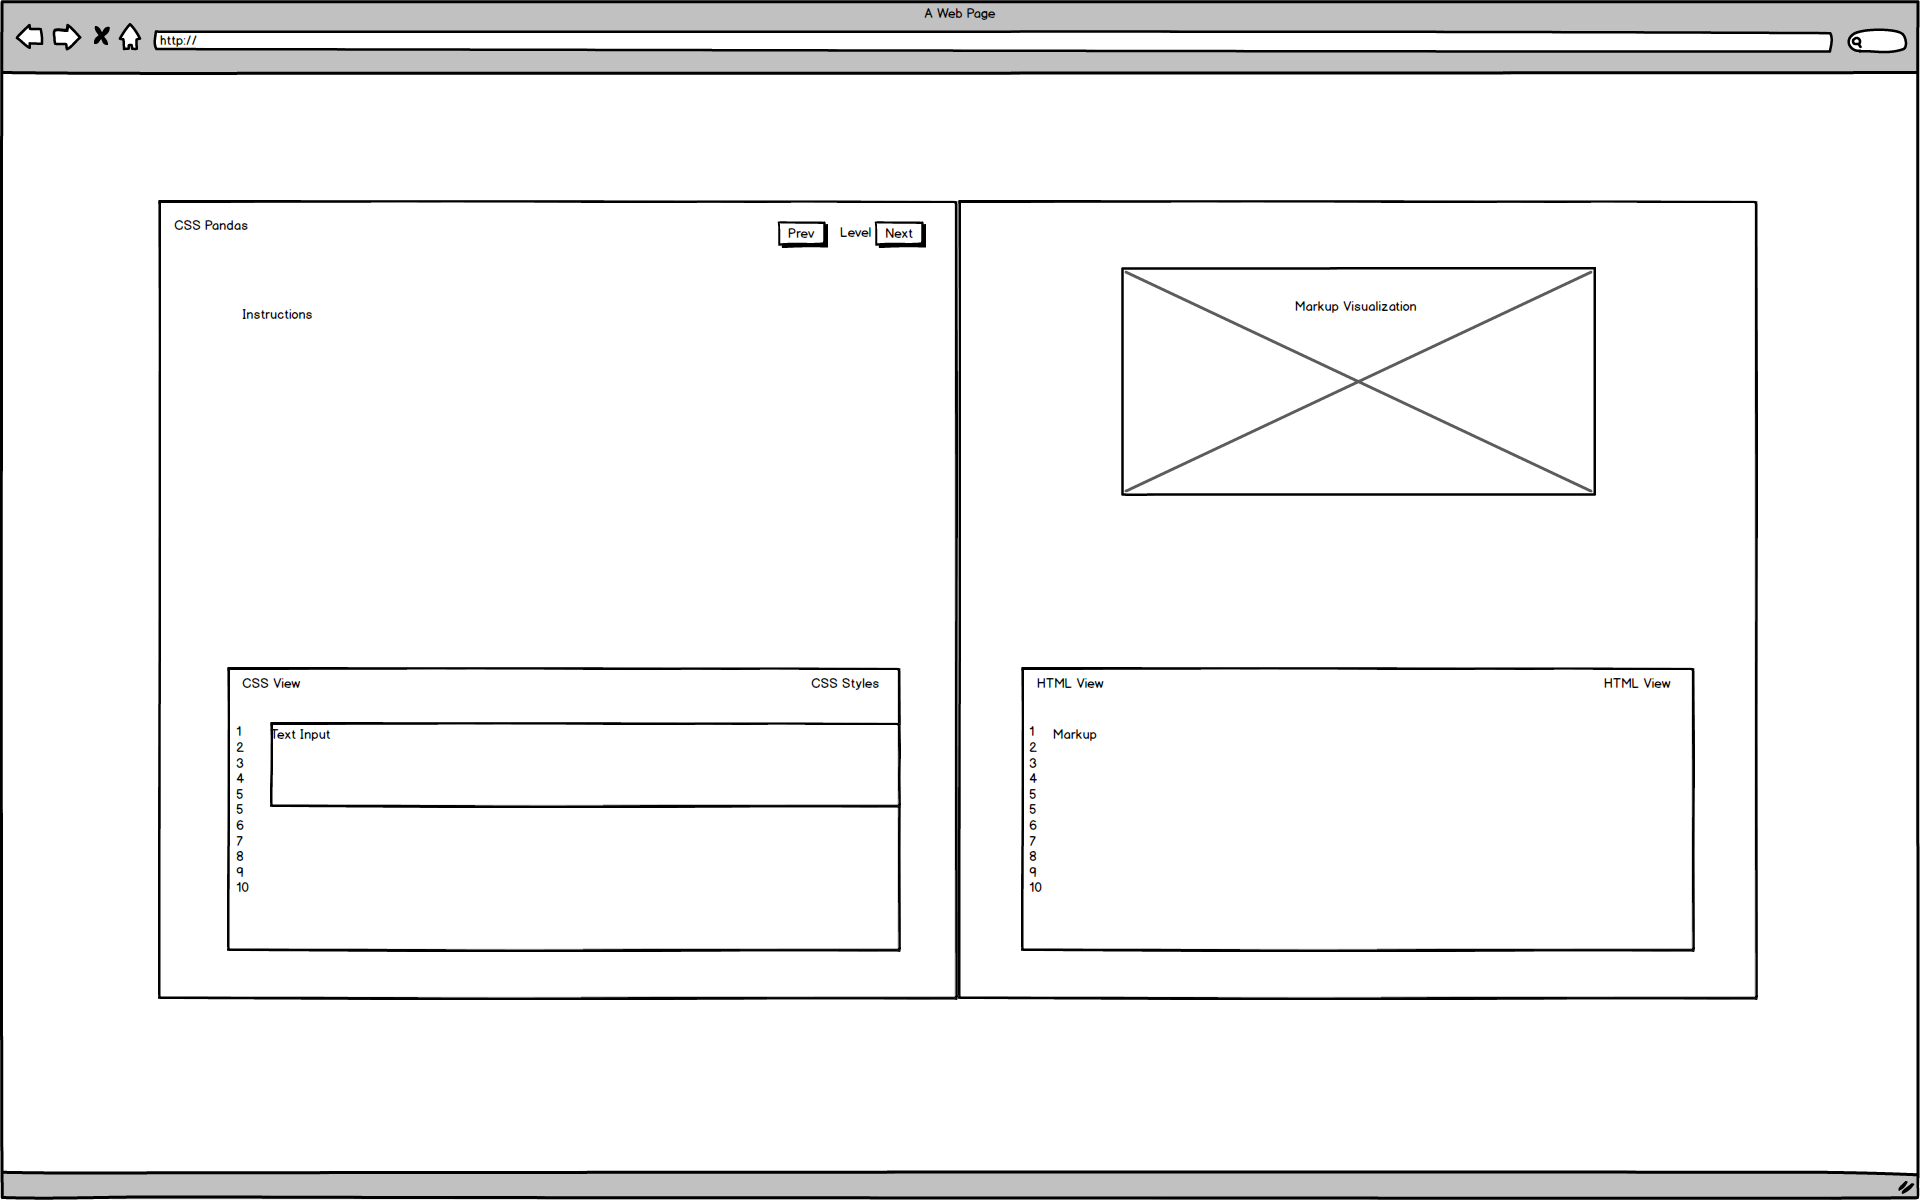 A Web Page
http://
CSS Pandas
Prev Level Next
Instructions
CSS View CSS Styles
Text Input
1
2
3
4
5
5
6
7
8
9
10
Markup Visualization
HTML View HTML View
Markup
1
2
3
4
5
5
6
7
8
9
10